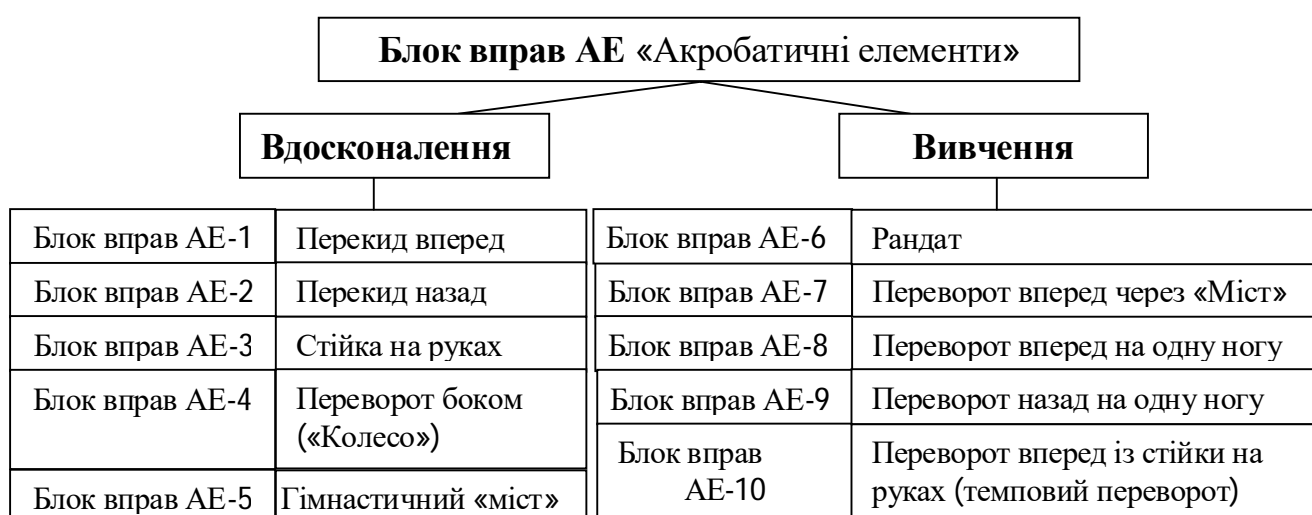 Блок вправ АЕ «Акробатичні елементи»
Вдосконалення
Блок вправ АЕ-1 Перекид вперед
Блок вправ АЕ-2 Перекид назад
Блок вправ АЕ-3 Стійка на руках
Блок вправ АЕ-4 Переворот боком
(«Колесо»)
Блок вправ АЕ-5 Гімнастичний «міст»
Вивчення
Блок вправ АЕ-6 Рандат
Блок вправ АЕ-7 Переворот вперед через «Міст»
Блок вправ АЕ-8 Переворот вперед на одну ногу
Блок вправ АЕ-9 Переворот назад на одну ногу
Блок вправ
АЕ-10
Переворот вперед із стійки на
руках (темповий переворот)